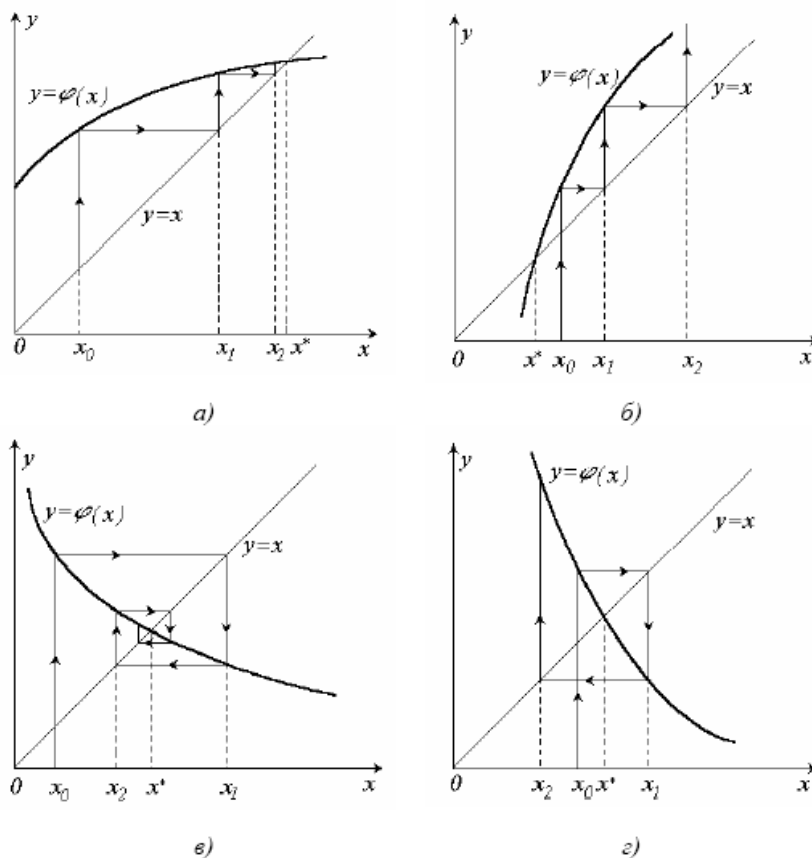 y
y=φ(x)
y=x
0 x₀ x₁ x₂ x* x
а)
y
y=φ(x)
y=x
0 x* x₀ x₁ x₂ x
б)
y
y=φ(x)
y=x
0 x₀ x₂ x* x₁ x
в)
y
y=φ(x)
y=x
0 x₂ x₀ x* x₁ x
г)